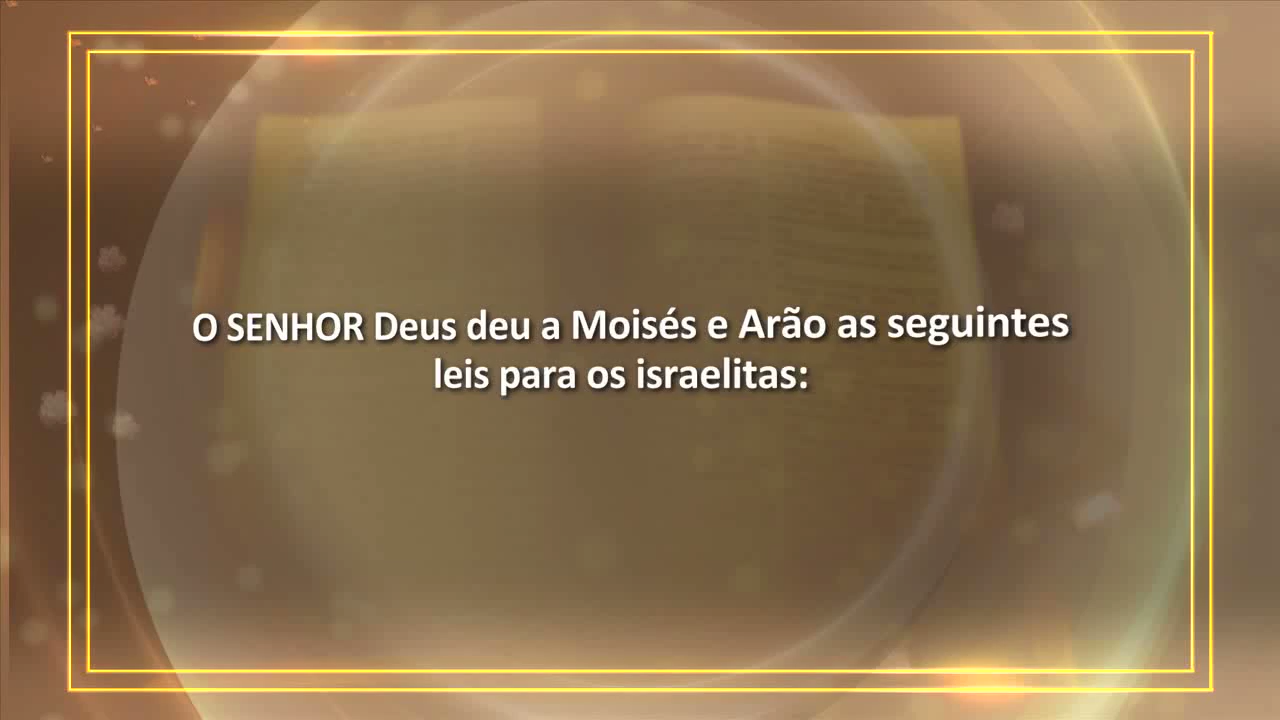 O SENHOR Deus deu a Moisés e Arão as seguintes
leis para os israelitas: